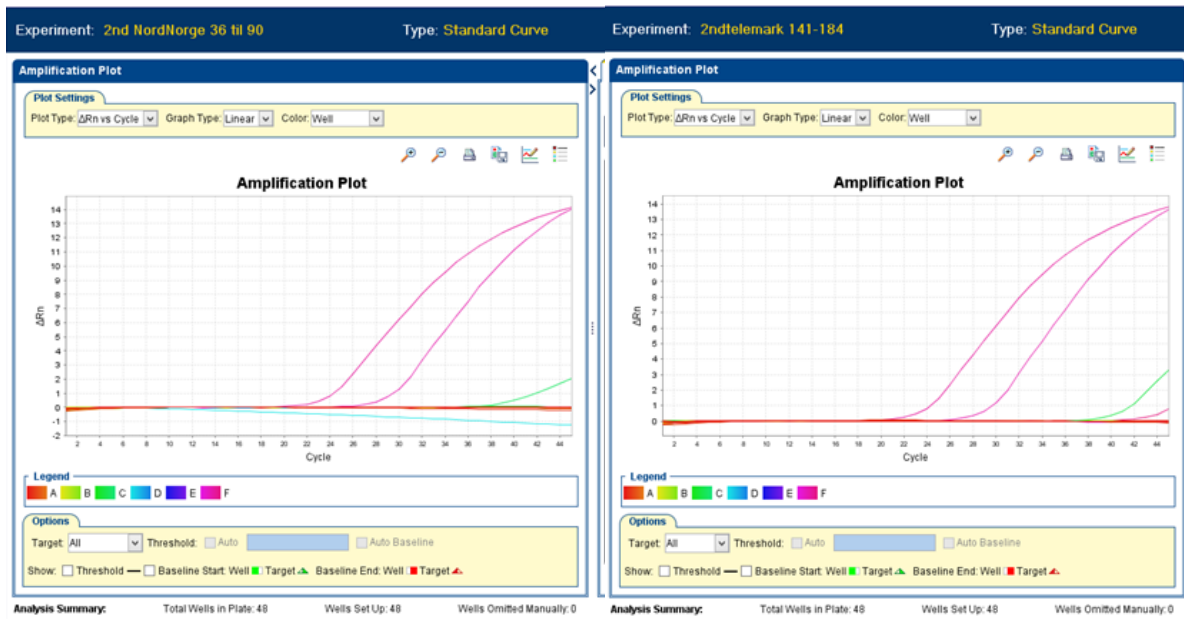 Experiment: 2nd NordNorge 36 til 90 Type: Standard Curve
Amplification Plot
Plot Settings
Plot Type: ΔRn vs Cycle Graph Type: Linear Color: Well
Amplification Plot
14
13
12
11
10
9
8
7
6
5
4
3
2
1
0
-1
-2
ΔRn
2 4 6 8 10 12 14 16 18 20 22 24 26 28 30 32 34 36 38 40 42 44
Cycle
Legend
A B C D E F
Options
Target: All Threshold: Auto Auto Baseline
Show: Threshold Baseline Start: Well Target Baseline End: Well Target
Analysis Summary: Total Wells in Plate: 48 Wells Set Up: 48 Wells Omitted Manually: 0
Experiment: 2ndtelemark 141-184 Type: Standard Curve
Amplification Plot
Plot Settings
Plot Type: ΔRn vs Cycle Graph Type: Linear Color: Well
Amplification Plot
14
13
12
11
10
9
8
7
6
5
4
3
2
1
0
ΔRn
2 4 6 8 10 12 14 16 18 20 22 24 26 28 30 32 34 36 38 40 42 44
Cycle
Legend
A B C D E F
Options
Target: All Threshold: Auto Auto Baseline
Show: Threshold Baseline Start: Well Target Baseline End: Well Target
Analysis Summary: Total Wells in Plate: 48 Wells Set Up: 48 Wells Omitted Manually: 0